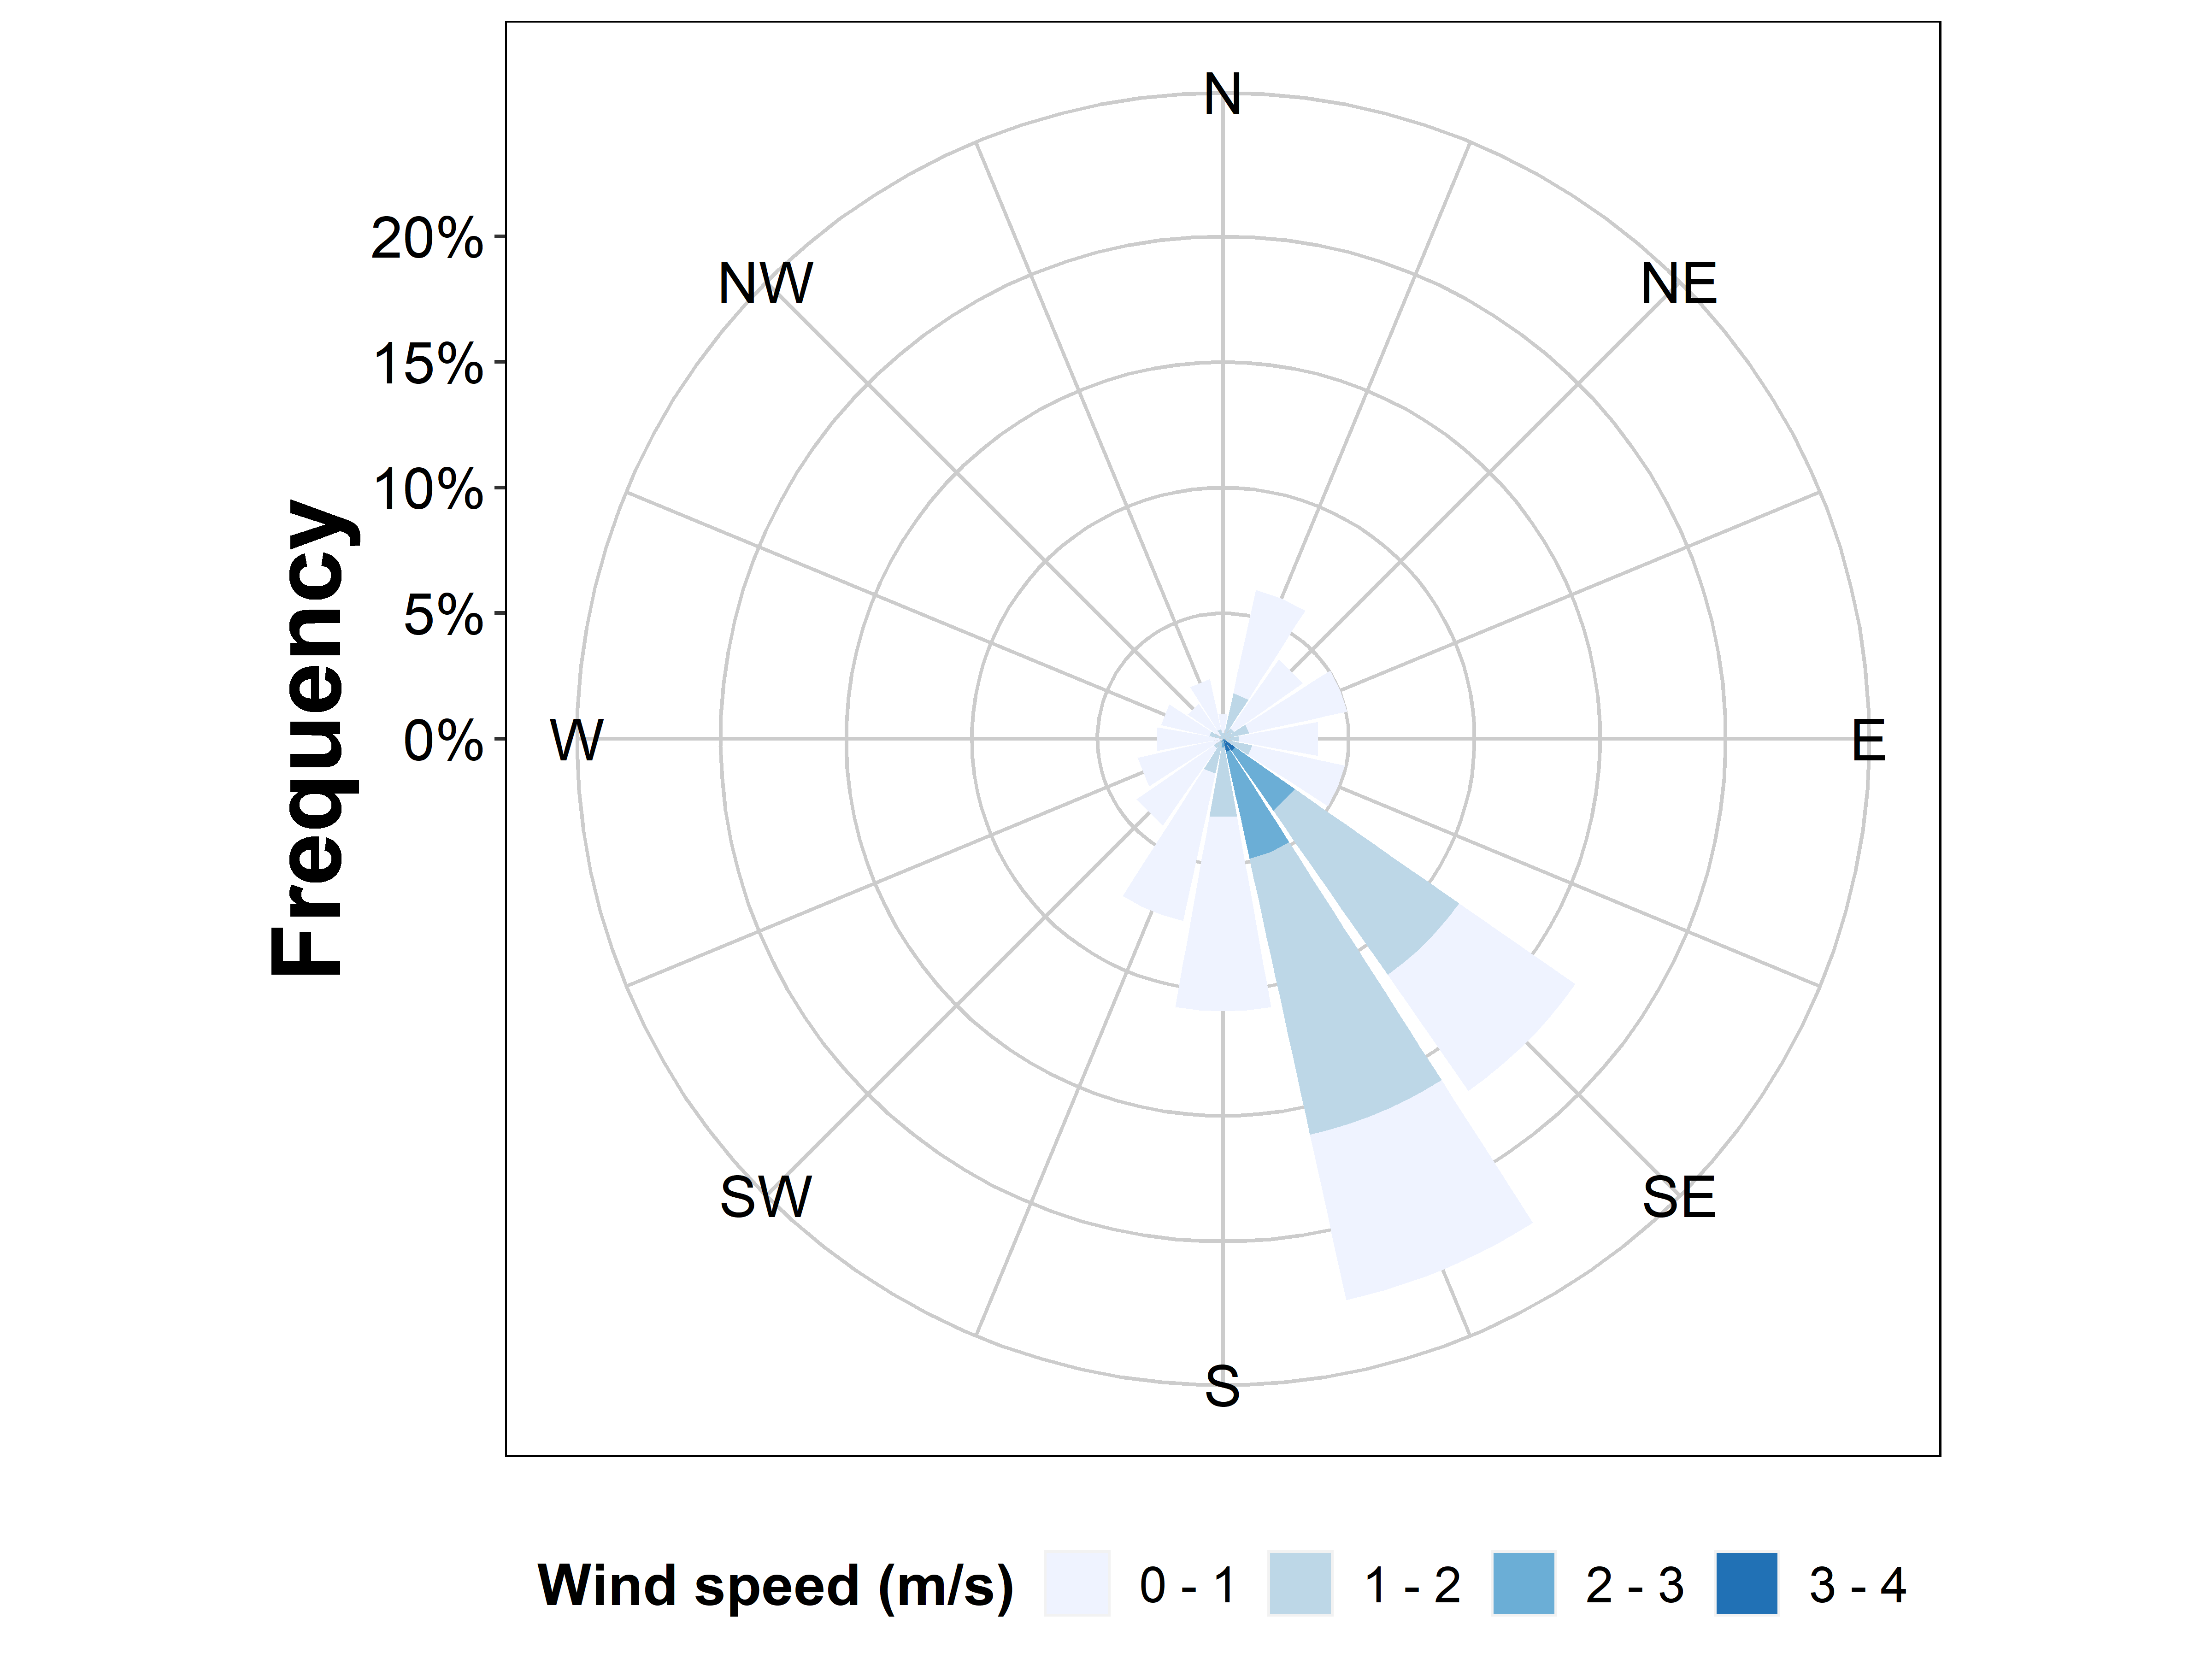 N
20%
NW
NE
15%
10%
5%
0%
W
E
Frequency
SW
SE
S
Wind speed (m/s) 0 - 1 1 - 2 2 - 3 3 - 4